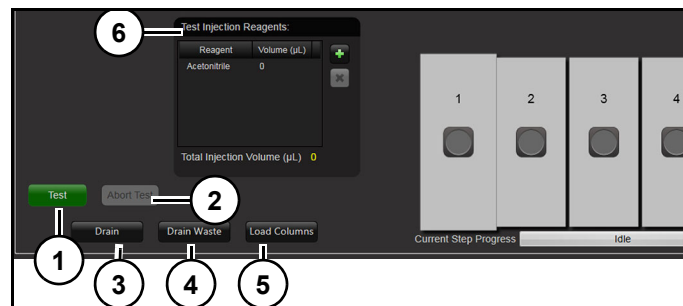 6
Test Injection Reagents:
Reagent Volume (µL)
Acetonitrile 0
Total Injection Volume (µL) 0
1 2 3 4
Test Abort Test
2
Drain Drain Waste Load Columns
Current Step Progress Idle
1
3 4 5